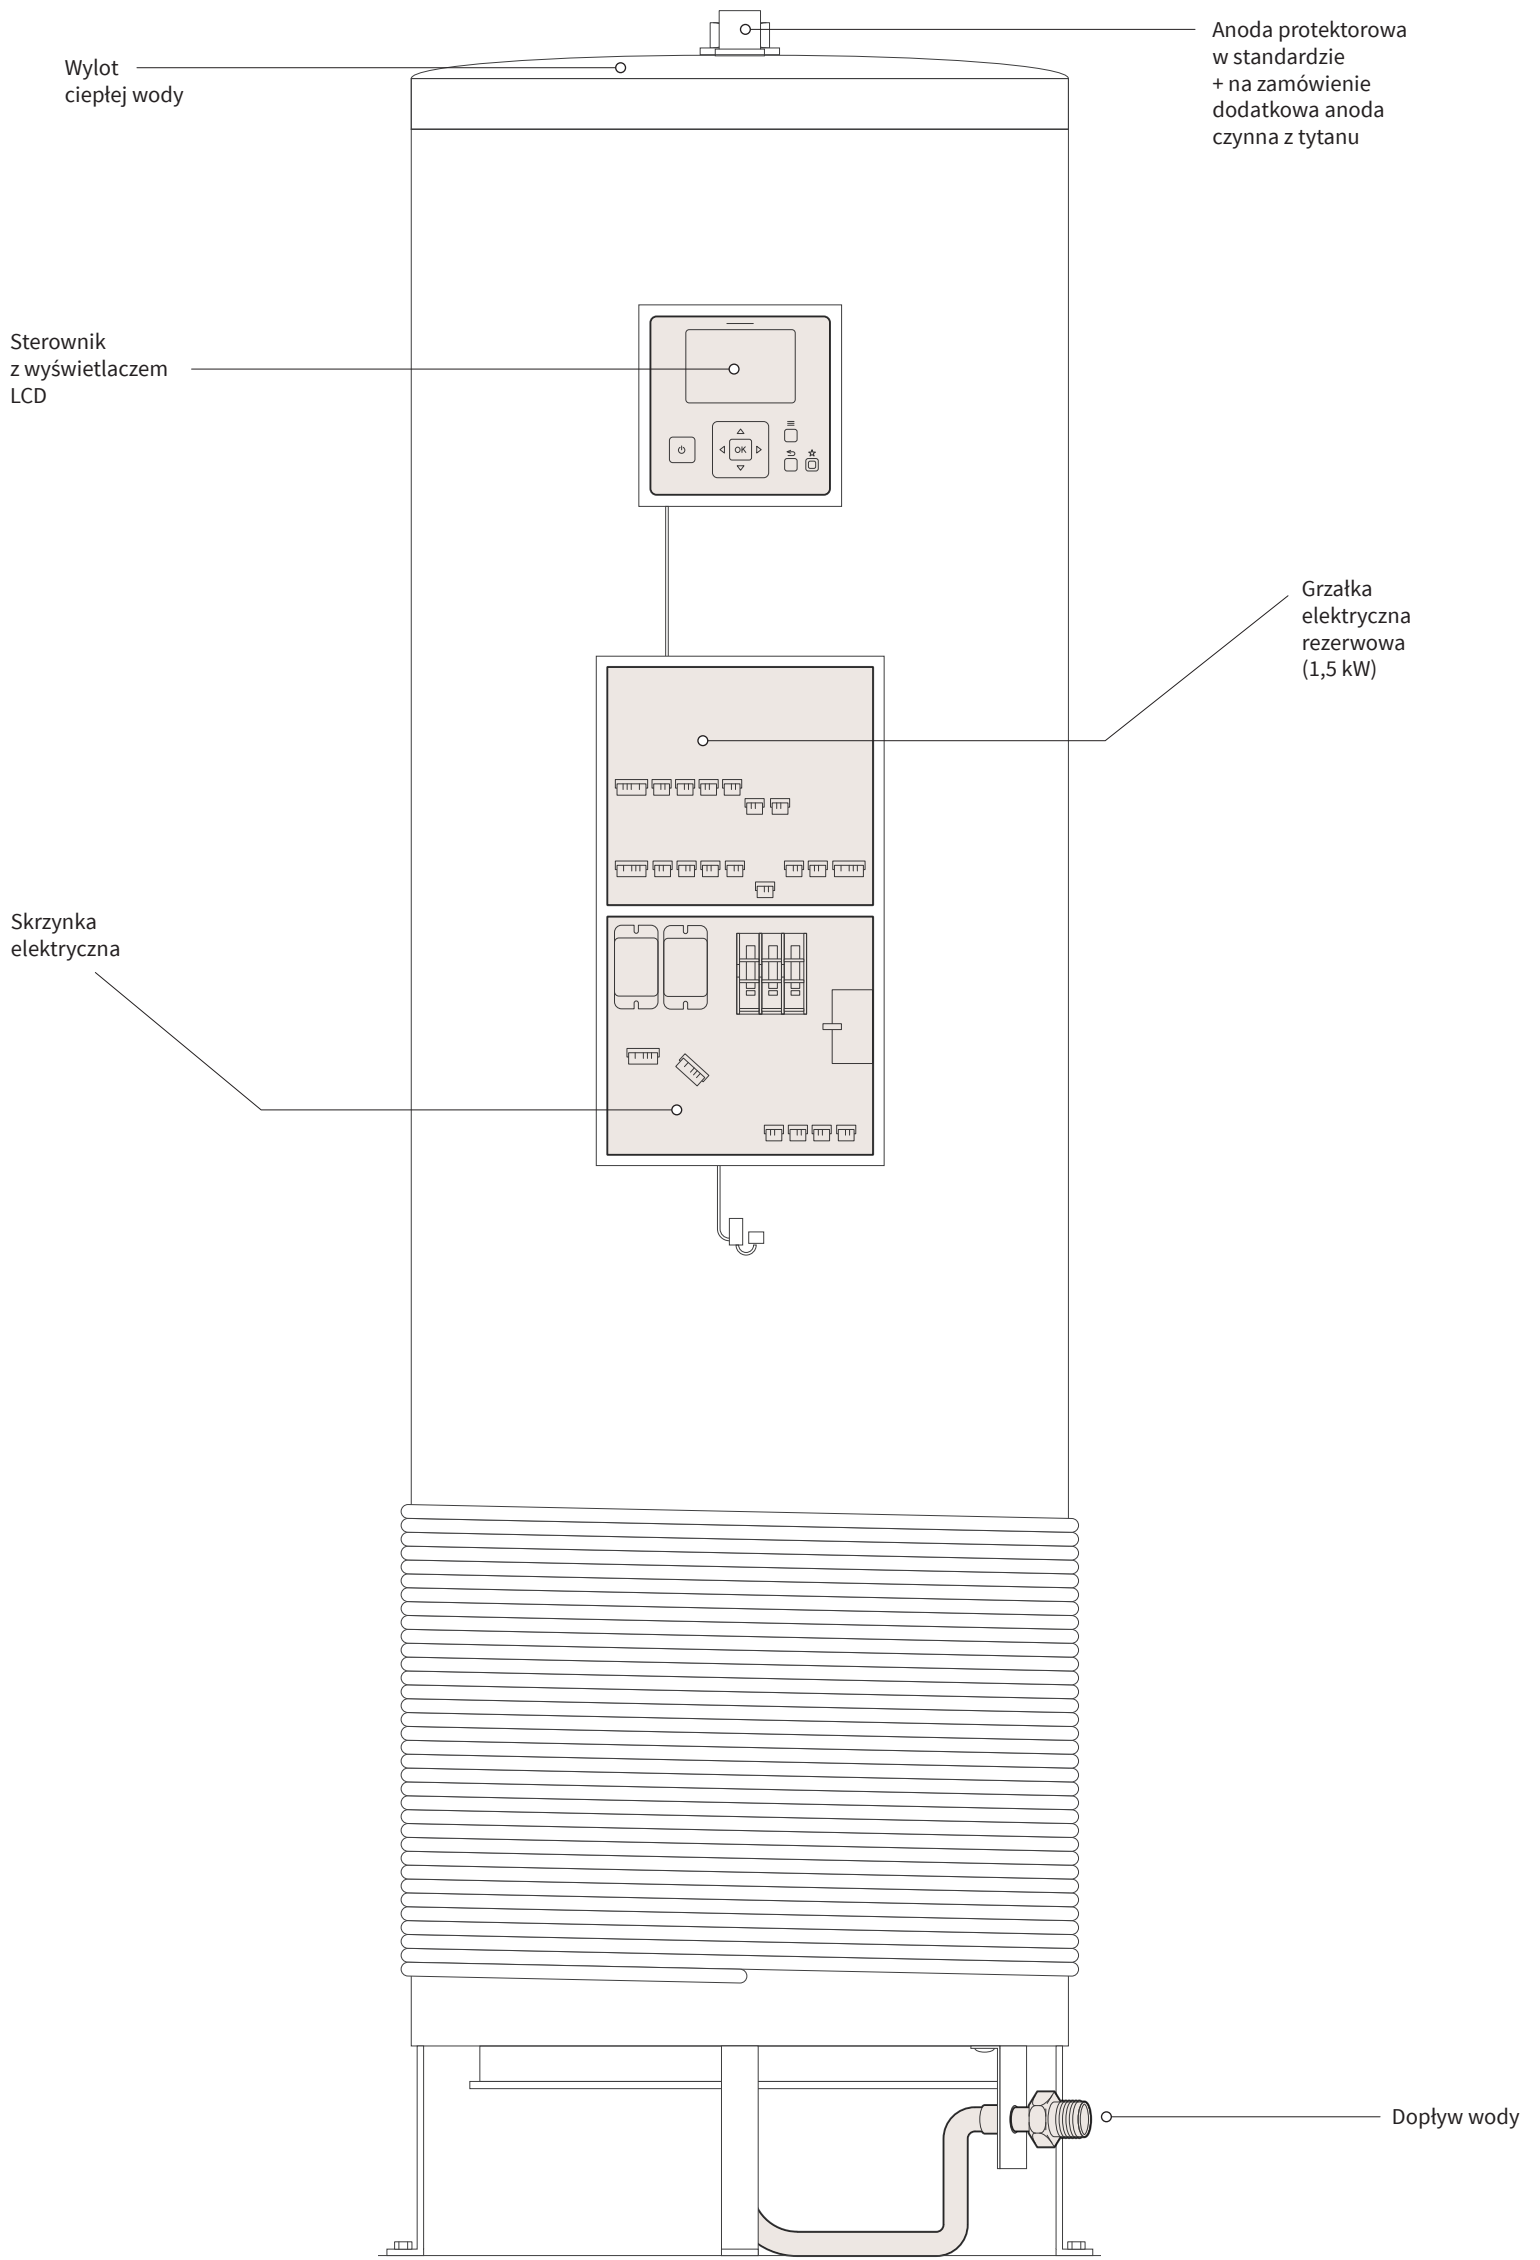 Anoda protektorowa
w standardzie
+ na zamówienie
dodatkowa anoda
czynna z tytanu
Wylot
ciepłej wody
Sterownik
z wyświetlaczem
LCD
OK
Grzałka
elektryczna
rezerwowa
(1,5 kW)
Skrzynka
elektryczna
Dopływ wody